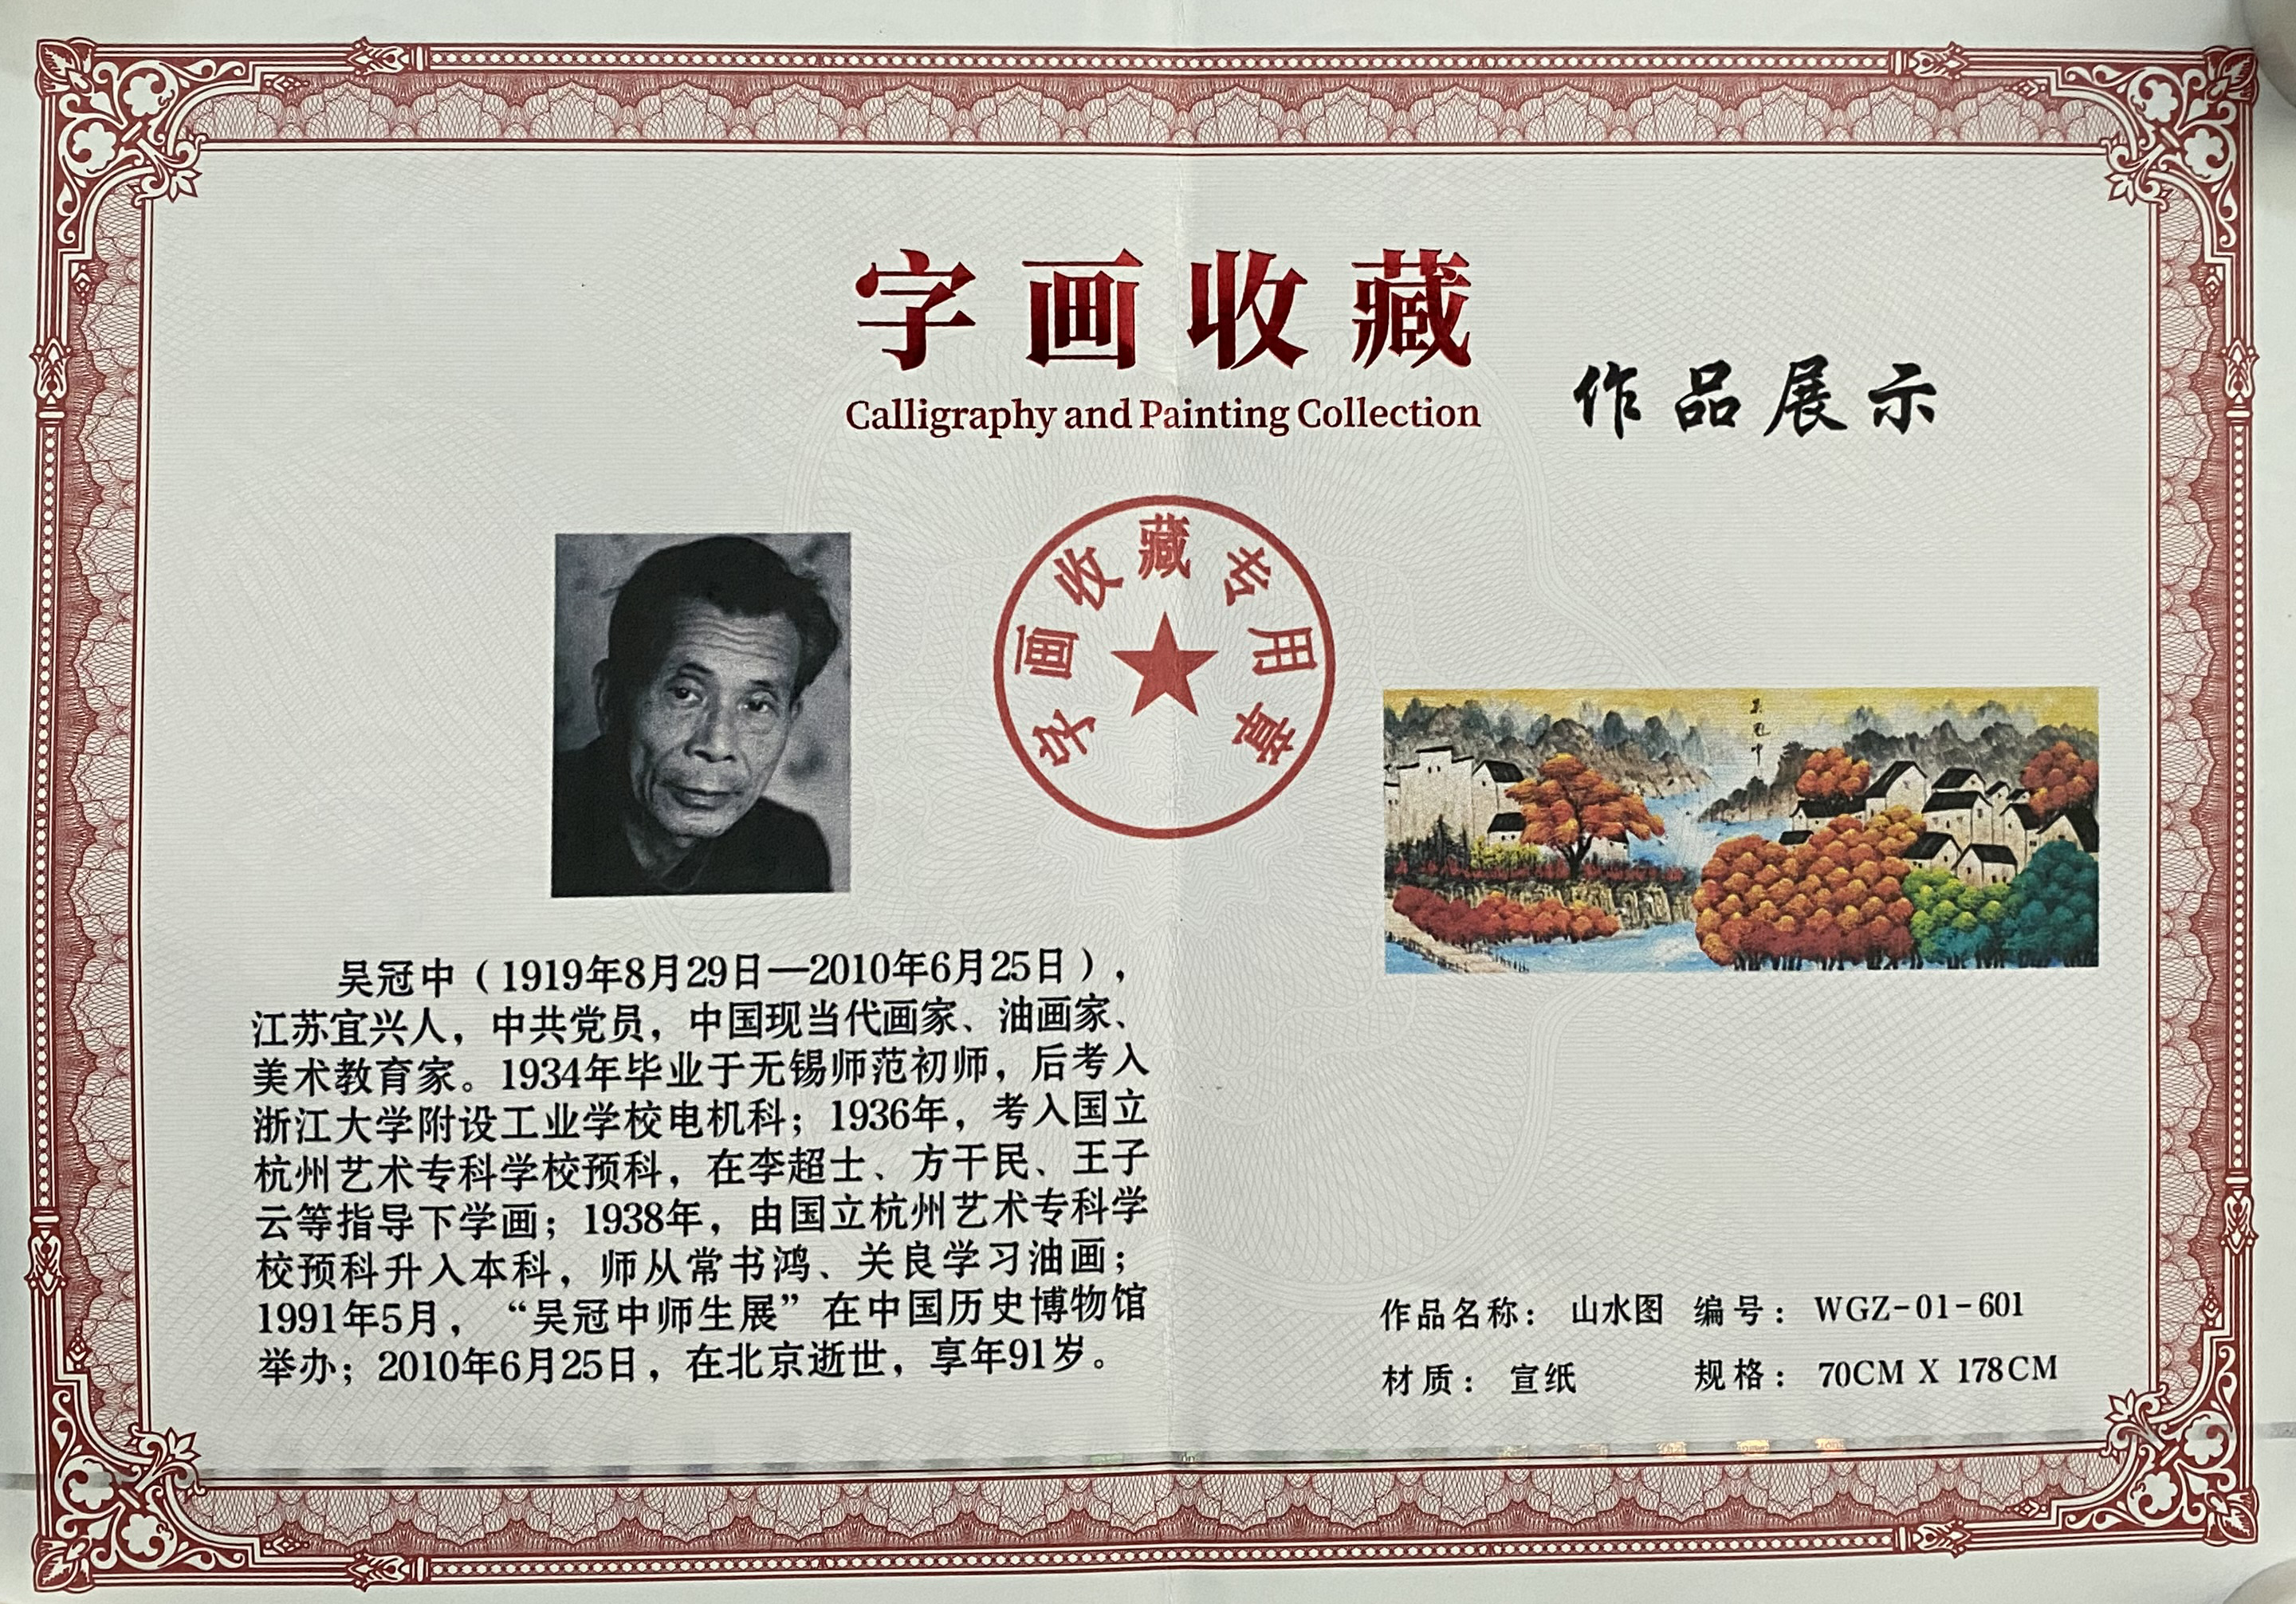 字画收藏
Calligraphy and Painting Collection
作品展示
字画收藏专用章
吴冠中
吴冠中（1919年8月29日—2010年6月25日），
江苏宜兴人，中共党员，中国现当代画家、油画家、
美术教育家。1934年毕业于无锡师范初师，后考入
浙江大学附设工业学校电机科；1936年，考入国立
杭州艺术专科学校预科，在李超士、方干民、王子
云等指导下学画；1938年，由国立杭州艺术专科学
校预科升入本科，师从常书鸿、关良学习油画；
1991年5月，“吴冠中师生展”在中国历史博物馆
举办；2010年6月25日，在北京逝世，享年91岁。
作品名称：山水图 编号：WGZ-01-601
材质：宣纸 规格：70CM X 178CM